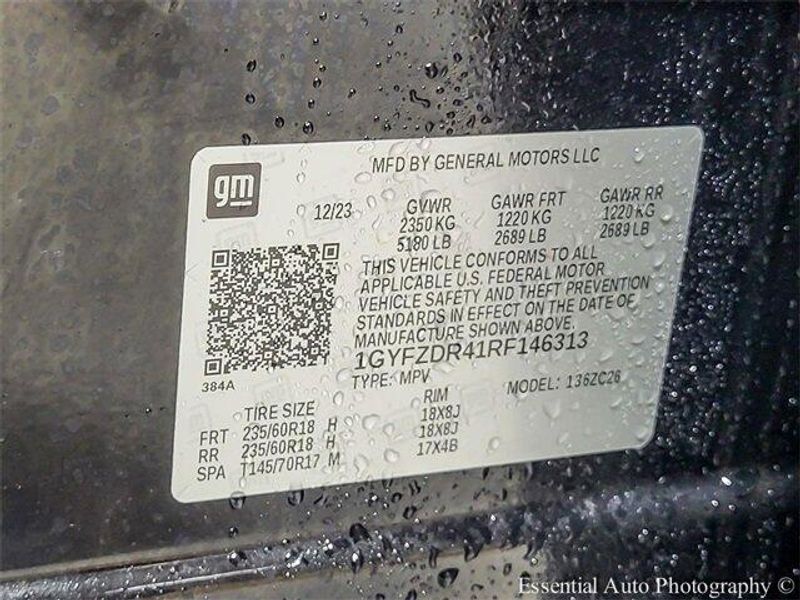 gm
MFD BY GENERAL MOTORS LLC
12/23
GVWR GAWR FRT GAWR RR
2350 KG 1220 KG 1220 KG
5180 LB 2689 LB 2689 LB
THIS VEHICLE CONFORMS TO ALL
APPLICABLE U.S. FEDERAL MOTOR
VEHICLE SAFETY AND THEFT PREVENTION
STANDARDS IN EFFECT ON THE DATE OF
MANUFACTURE SHOWN ABOVE.
1GYFZDR41RF146313
384A
TYPE: MPV MODEL: 136ZC26
TIRE SIZE RIM
FRT 235/60R18 H 18X8J
RR 235/60R18 H 18X8J
SPA T145/70R17 M 17X4B
Essential Auto Photography ©